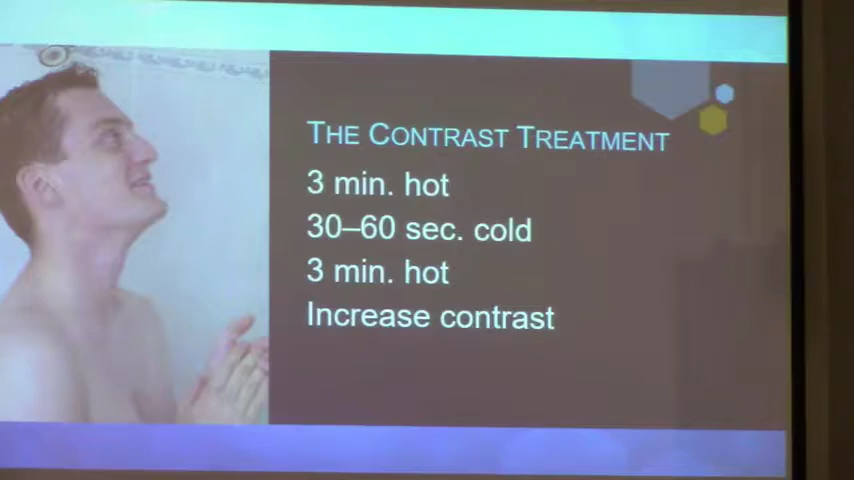 THE CONTRAST TREATMENT
3 min. hot
30–60 sec. cold
3 min. hot
Increase contrast